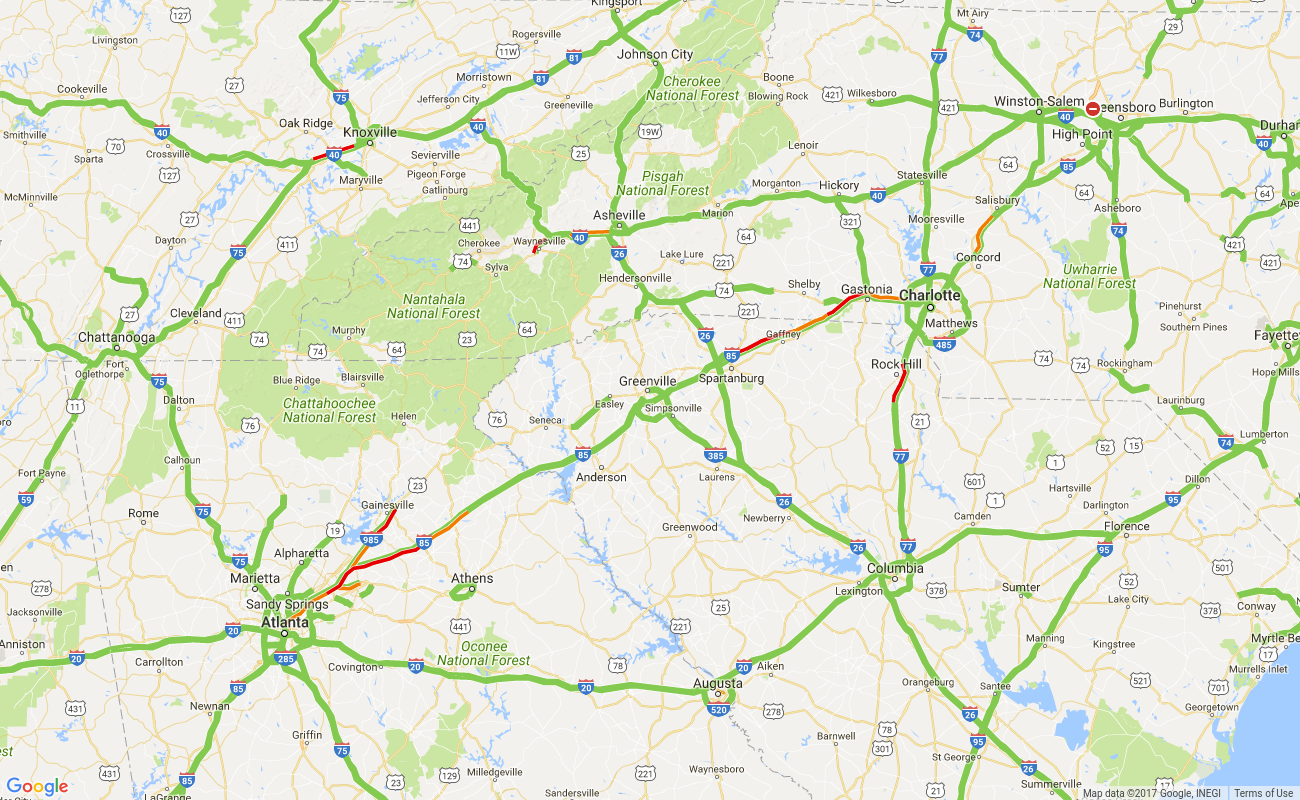 Kingsport
Mt Airy
127
Livingston
Rogersville
11W
81
Johnson City
77
74
29
Cookeville
27
75
Morristown
81
Cherokee
National Forest
Boone
Blowing Rock
421
Wilkesboro
421
Winston-Salem
eensboro
Burlington
Jefferson City
Greeneville
Smithville
40
Oak Ridge
Knoxville
40
19W
40
High Point
Durham
40
Sparta
70
Crossville
40
Sevierville
25
Lenoir
64
85
127
Maryville
Pigeon Forge
Gatlinburg
Pisgah
National Forest
Morganton
Hickory
Statesville
Salisbury
64
64
McMinnville
40
Asheboro
Ape
27
441
Asheville
Marion
321
Mooresville
74
421
Dayton
411
75
Cherokee
Waynesville
40
26
64
421
74
Sylva
Lake Lure
221
Concord
77
Uwharrie
National Forest
Hendersonville
74
Shelby
Gastonia
Charlotte
Nantahala
National Forest
221
Pinehurst
Southern Pines
27
Cleveland
411
Murphy
64
23
64
26
Gaffney
Matthews
485
Fayette
Chattanooga
74
74
85
74
74
Fort
Oglethorpe
75
Blue Ridge
Blairsville
Greenville
Spartanburg
Rock Hill
Rockingham
Hope Mills
11
Dalton
Chattahoochee
National Forest
Helen
Easley
Simpsonville
Laurinburg
76
76
Seneca
21
74
Lumberton
Calhoun
85
385
77
52
15
1
Fort Payne
59
Anderson
Laurens
601
1
Hartsville
Dillon
95
Rome
75
Gainesville
23
26
Newberry
Camden
Darlington
19
985
85
Greenwood
Florence
95
Alpharetta
75
26
77
501
Marietta
Athens
Columbia
52
278
Sandy Springs
Lexington
378
Sumter
Lake City
378
Conway
Jacksonville
Atlanta
25
20
441
221
Manning
Kingstree
Myrtle Be
Anniston
20
Carrollton
285
Covington
20
Oconee
National Forest
78
20
Aiken
17
Murrells Inlet
85
20
Augusta
Orangeburg
Santee
521
701
431
Newnan
520
278
26
Georgetown
Griffin
75
78
301
Barnwell
95
St George
431
85
23
129
Milledgeville
221
Waynesboro
26
Summerville
17
LaGrange
Sandersville
Google
Map data ©2017 Google, INEGI
Terms of Use